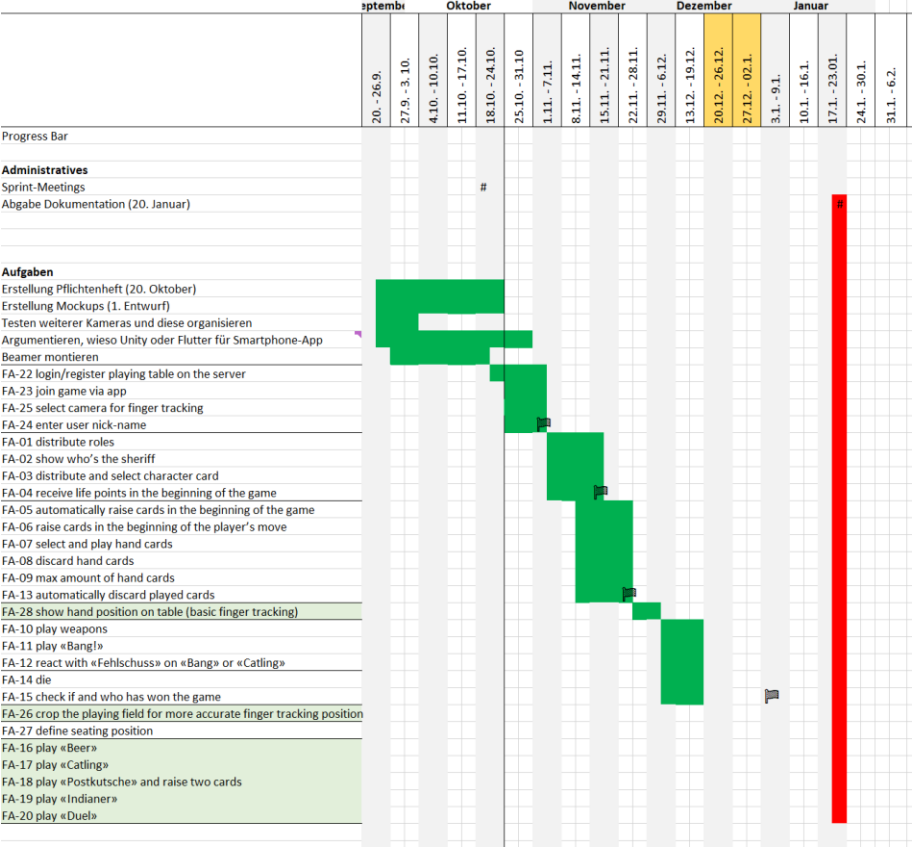 eptembe Oktober November Dezember Januar
20. - 26.9. 27.9. - 3. 10. 4.10. - 10.10. 11.10. - 17.10. 18.10. - 24.10. 25.10. - 31.10 1.11. - 7.11. 8.11. - 14.11. 15.11. - 21.11. 22.11. - 28.11. 29.11. - 6.12. 13.12. - 19.12. 20.12. - 26.12. 27.12. - 02.1. 3.1. - 9.1. 10.1. - 16.1. 17.1. - 23.01. 24.1. - 30.1. 31.1. - 6.2.
Progress Bar
Administratives
Sprint-Meetings #
Abgabe Dokumentation (20. Januar) #
Aufgaben
Erstellung Pflichtenheft (20. Oktober)
Erstellung Mockups (1. Entwurf)
Testen weiterer Kameras und diese organisieren
Argumentieren, wieso Unity oder Flutter für Smartphone-App
Beamer montieren
FA-22 login/register playing table on the server
FA-23 join game via app
FA-25 select camera for finger tracking
FA-24 enter user nick-name
FA-01 distribute roles
FA-02 show who's the sheriff
FA-03 distribute and select character card
FA-04 receive life points in the beginning of the game
FA-05 automatically raise cards in the beginning of the game
FA-06 raise cards in the beginning of the player's move
FA-07 select and play hand cards
FA-08 discard hand cards
FA-09 max amount of hand cards
FA-13 automatically discard played cards
FA-28 show hand position on table (basic finger tracking)
FA-10 play weapons
FA-11 play «Bang!»
FA-12 react with «Fehlschuss» on «Bang» or «Catling»
FA-14 die
FA-15 check if and who has won the game
FA-26 crop the playing field for more accurate finger tracking position
FA-27 define seating position
FA-16 play «Beer»
FA-17 play «Catling»
FA-18 play «Postkutsche» and raise two cards
FA-19 play «Indianer»
FA-20 play «Duel»